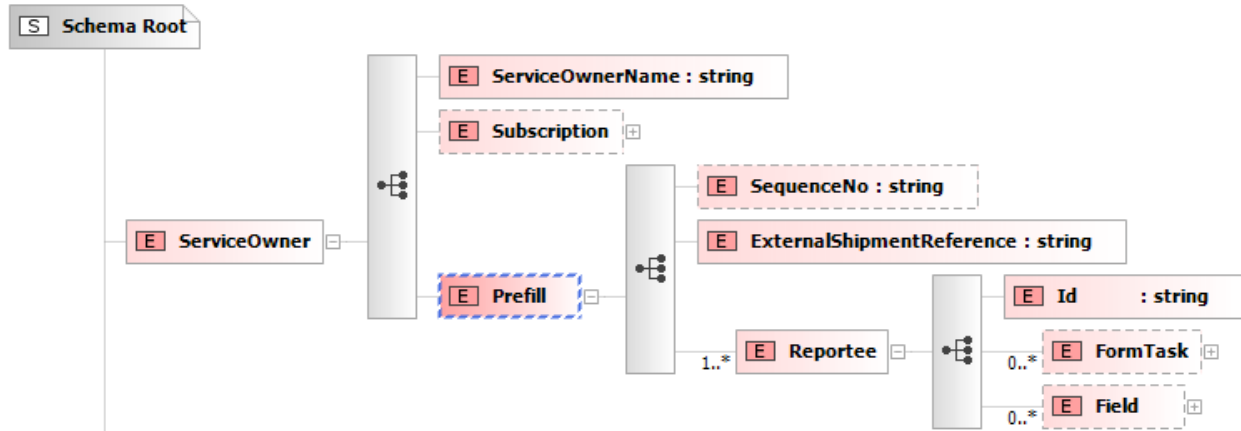 S Schema Root
E ServiceOwnerName : string
E Subscription
E SequenceNo : string
E ExternalShipmentReference : string
E ServiceOwner
E Prefill
E Id : string
1..* E Reportee
0..* E FormTask
0..* E Field